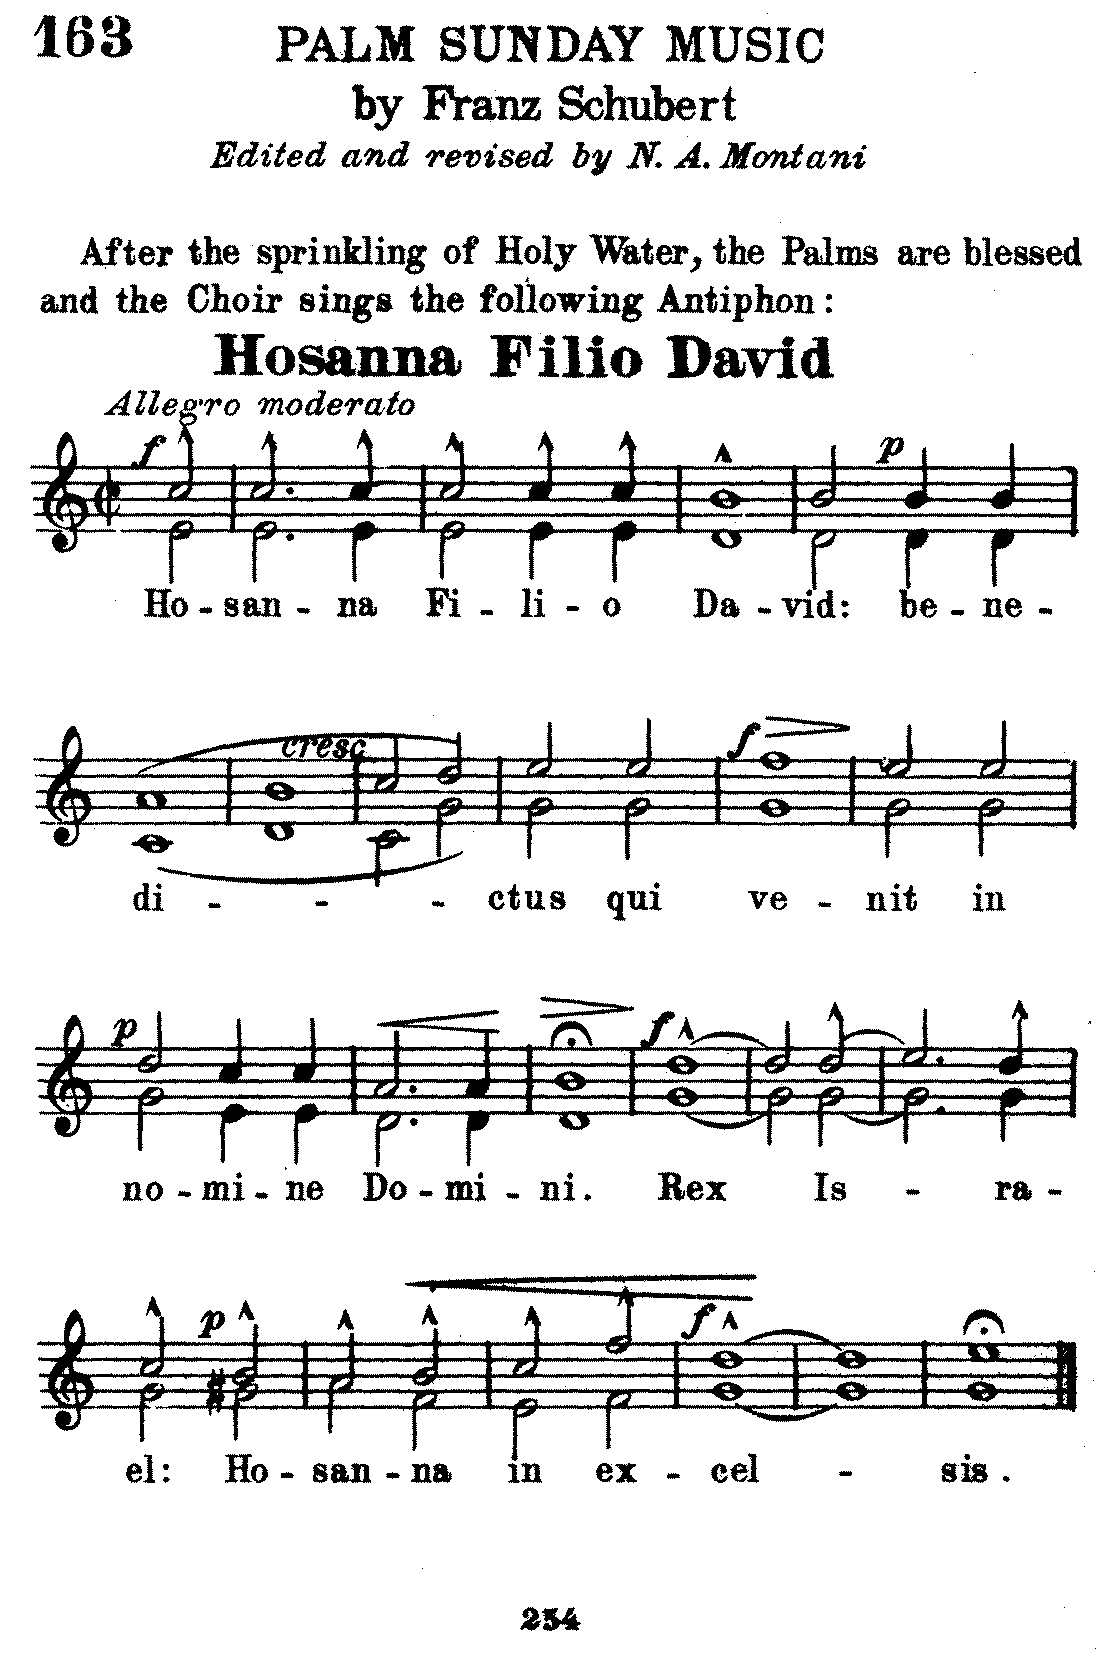 163
PALM SUNDAY MUSIC
by Franz Schubert
Edited and revised by N. A. Montani
After the sprinkling of Holy Water, the Palms are blessed
and the Choir sings the following Antiphon :
Hosanna Filio David
Allegro moderato
f p
Ho - san - na Fi - li - o Da - vid: be - ne -
cresc f
di - - - ctus qui ve - nit in
p f
no - mi - ne Do - mi - ni. Rex Is - ra -
p f
el: Ho - san - na in ex - cel - sis .
254